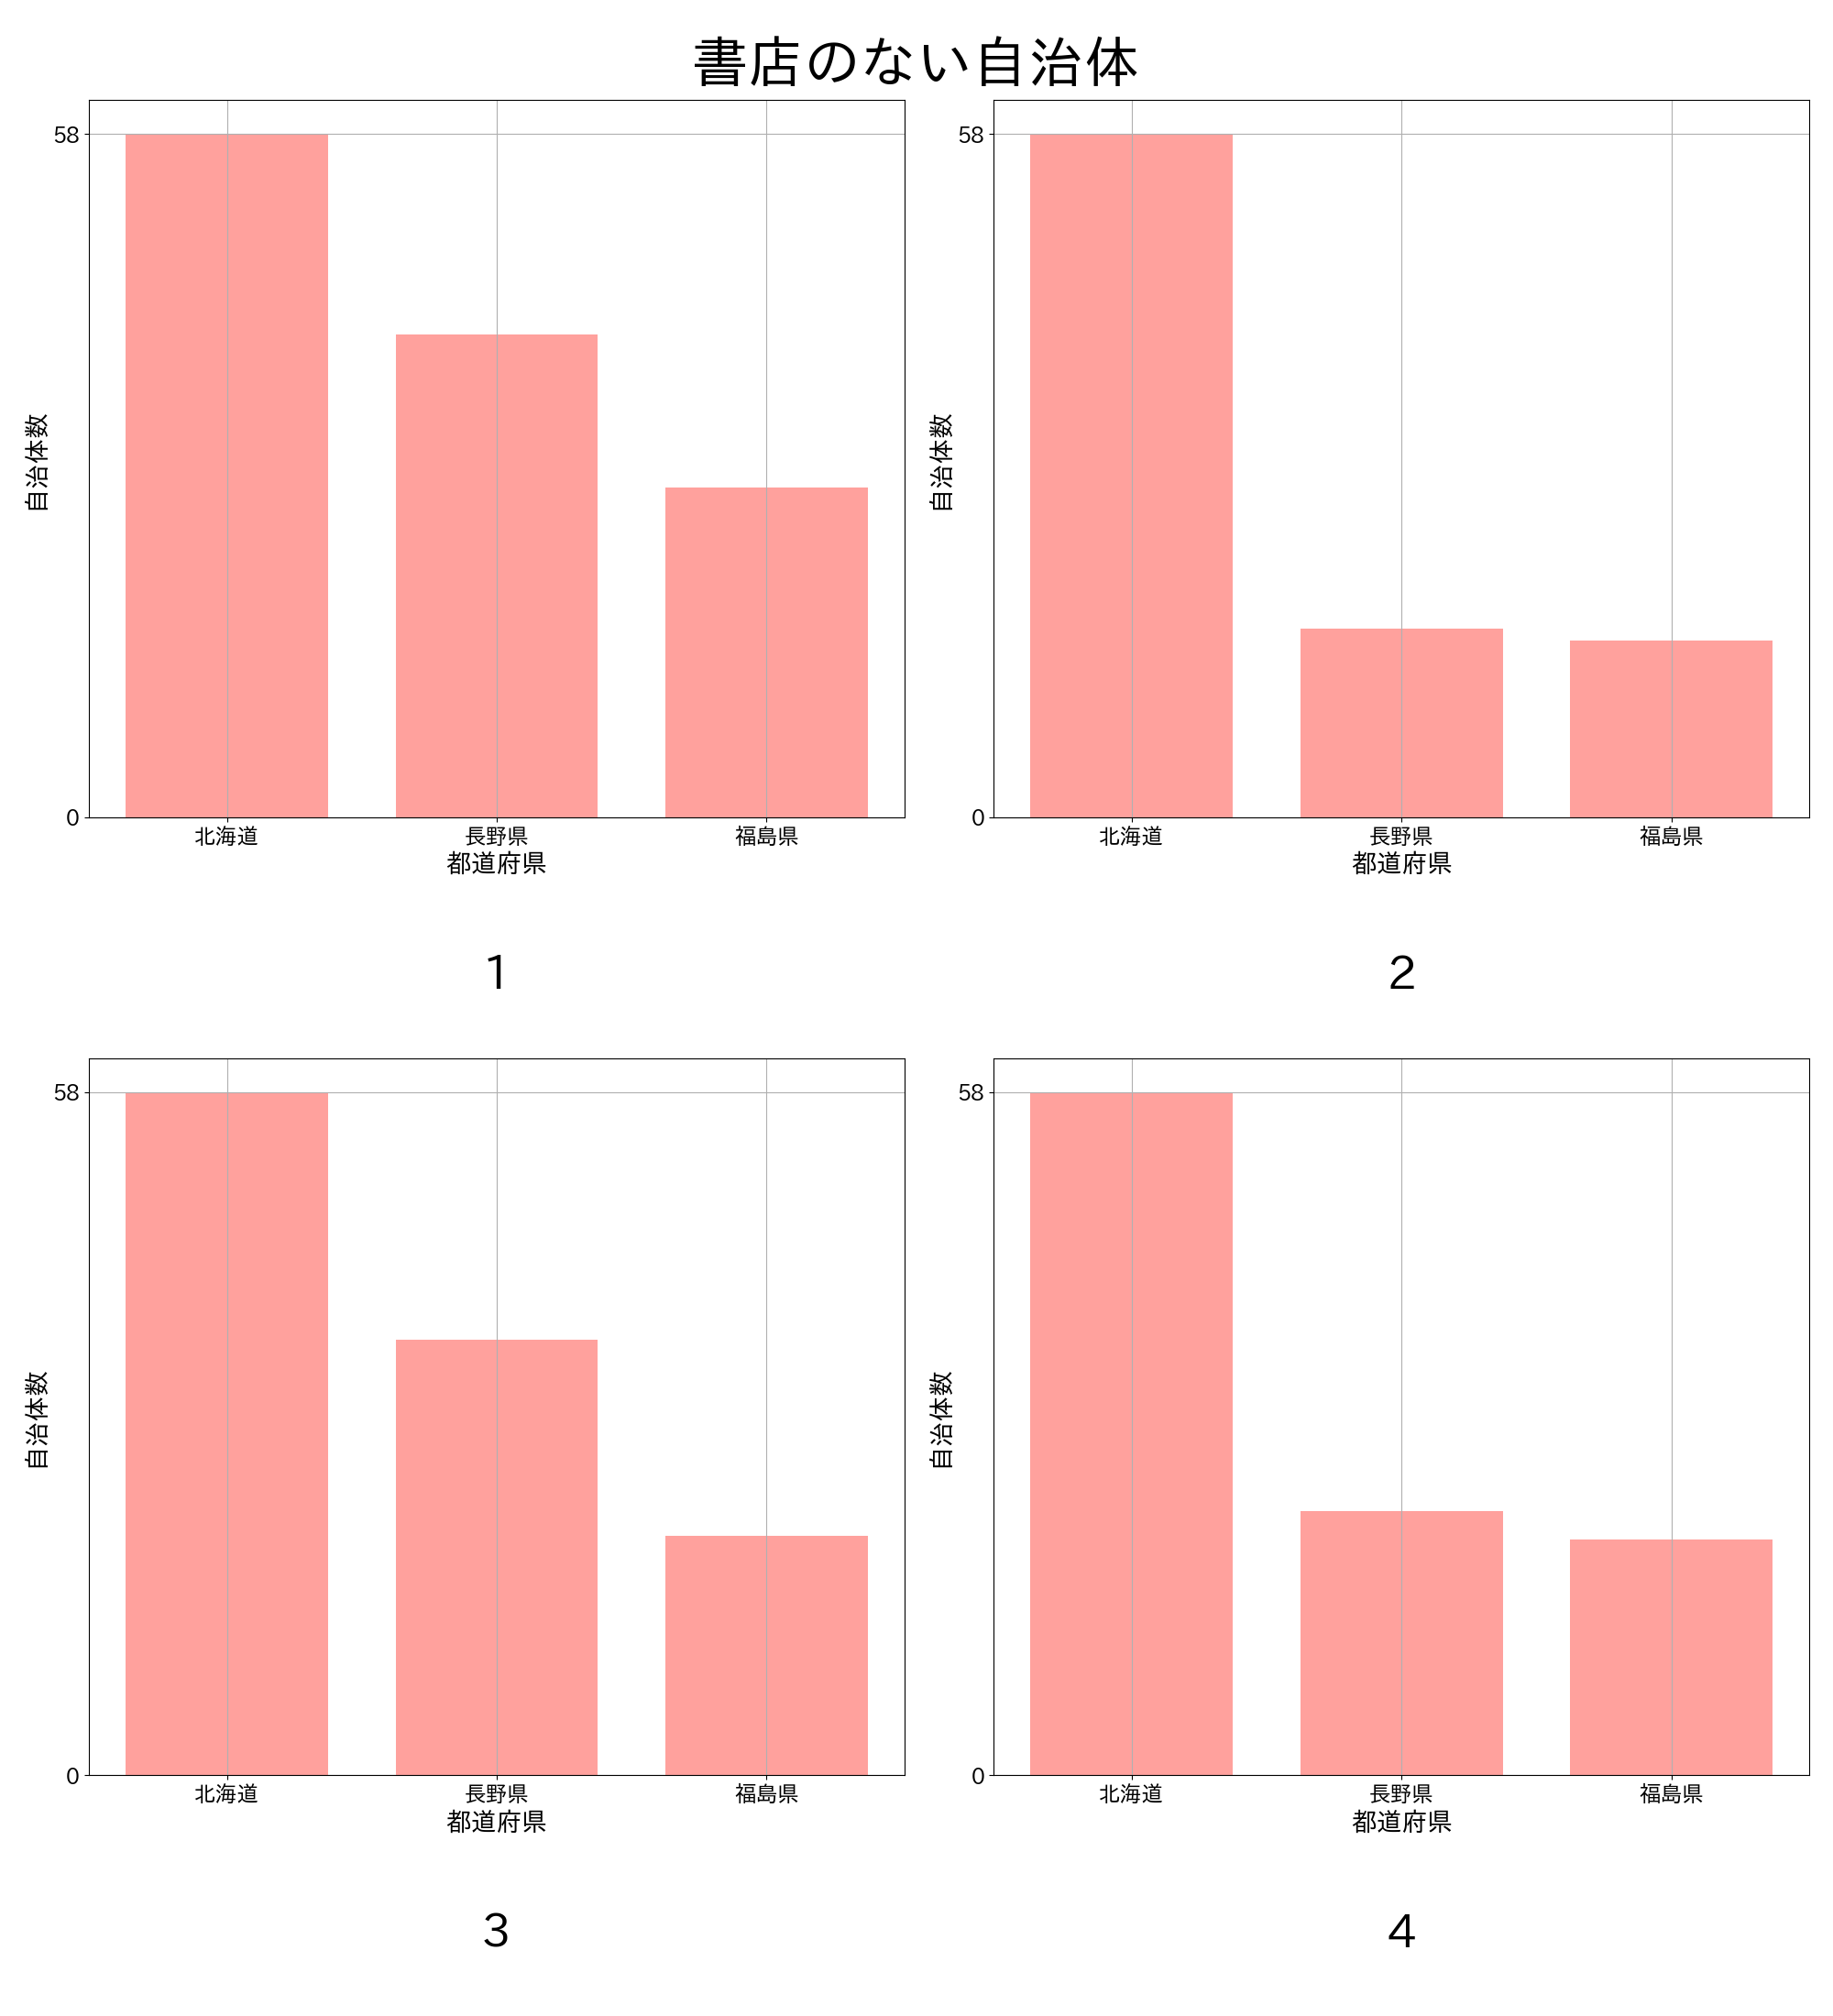 書店のない自治体
58
0
自治体数
北海道 長野県 福島県
都道府県
1
58
0
自治体数
北海道 長野県 福島県
都道府県
2
58
0
自治体数
北海道 長野県 福島県
都道府県
3
58
0
自治体数
北海道 長野県 福島県
都道府県
4